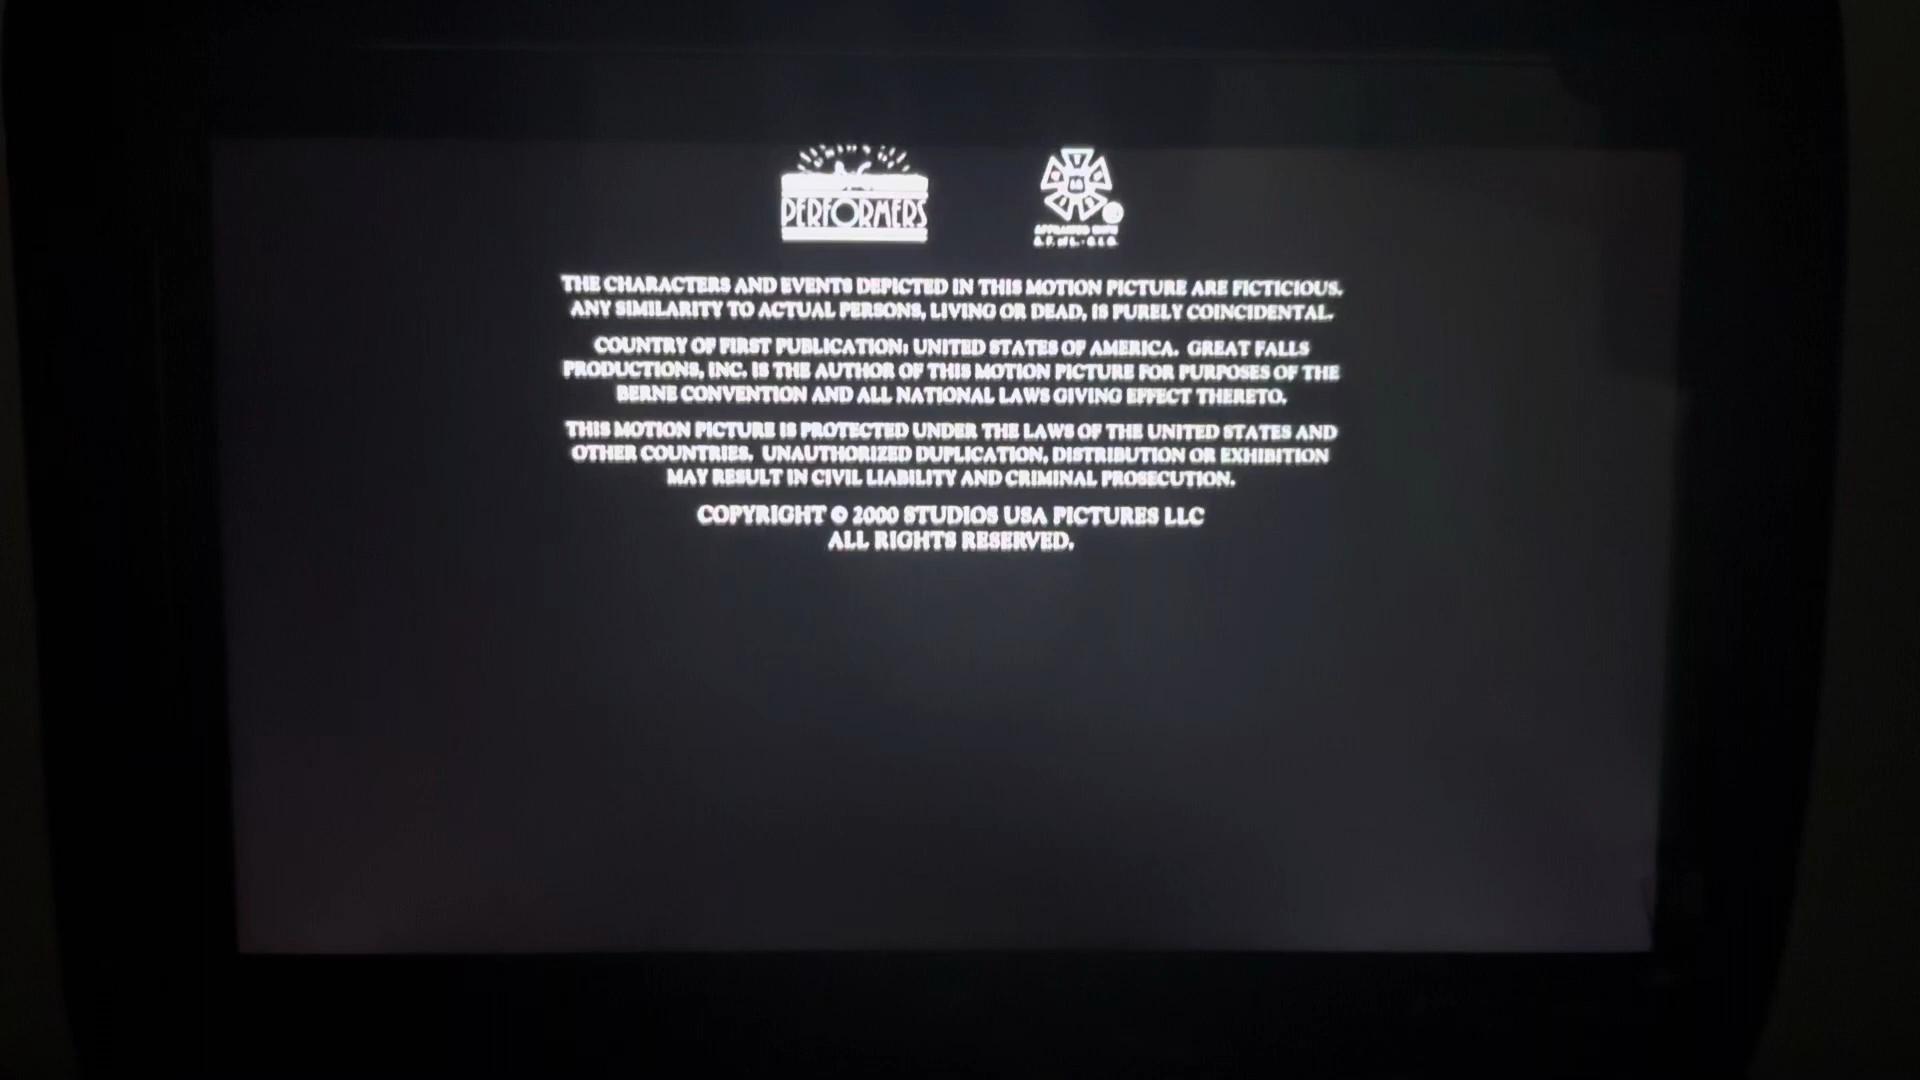 PERFORMERS
THE CHARACTERS AND EVENTS DEPICTED IN THIS MOTION PICTURE ARE FICTICIOUS.
ANY SIMILARITY TO ACTUAL PERSONS, LIVING OR DEAD, IS PURELY COINCIDENTAL.
COUNTRY OF FIRST PUBLICATION: UNITED STATES OF AMERICA. GREAT FALLS
PRODUCTIONS, INC. IS THE AUTHOR OF THIS MOTION PICTURE FOR PURPOSES OF THE
BERNE CONVENTION AND ALL NATIONAL LAWS GIVING EFFECT THERETO.
THIS MOTION PICTURE IS PROTECTED UNDER THE LAWS OF THE UNITED STATES AND
OTHER COUNTRIES. UNAUTHORIZED DUPLICATION, DISTRIBUTION OR EXHIBITION
MAY RESULT IN CIVIL LIABILITY AND CRIMINAL PROSECUTION.
COPYRIGHT © 2000 STUDIOS USA PICTURES LLC
ALL RIGHTS RESERVED.